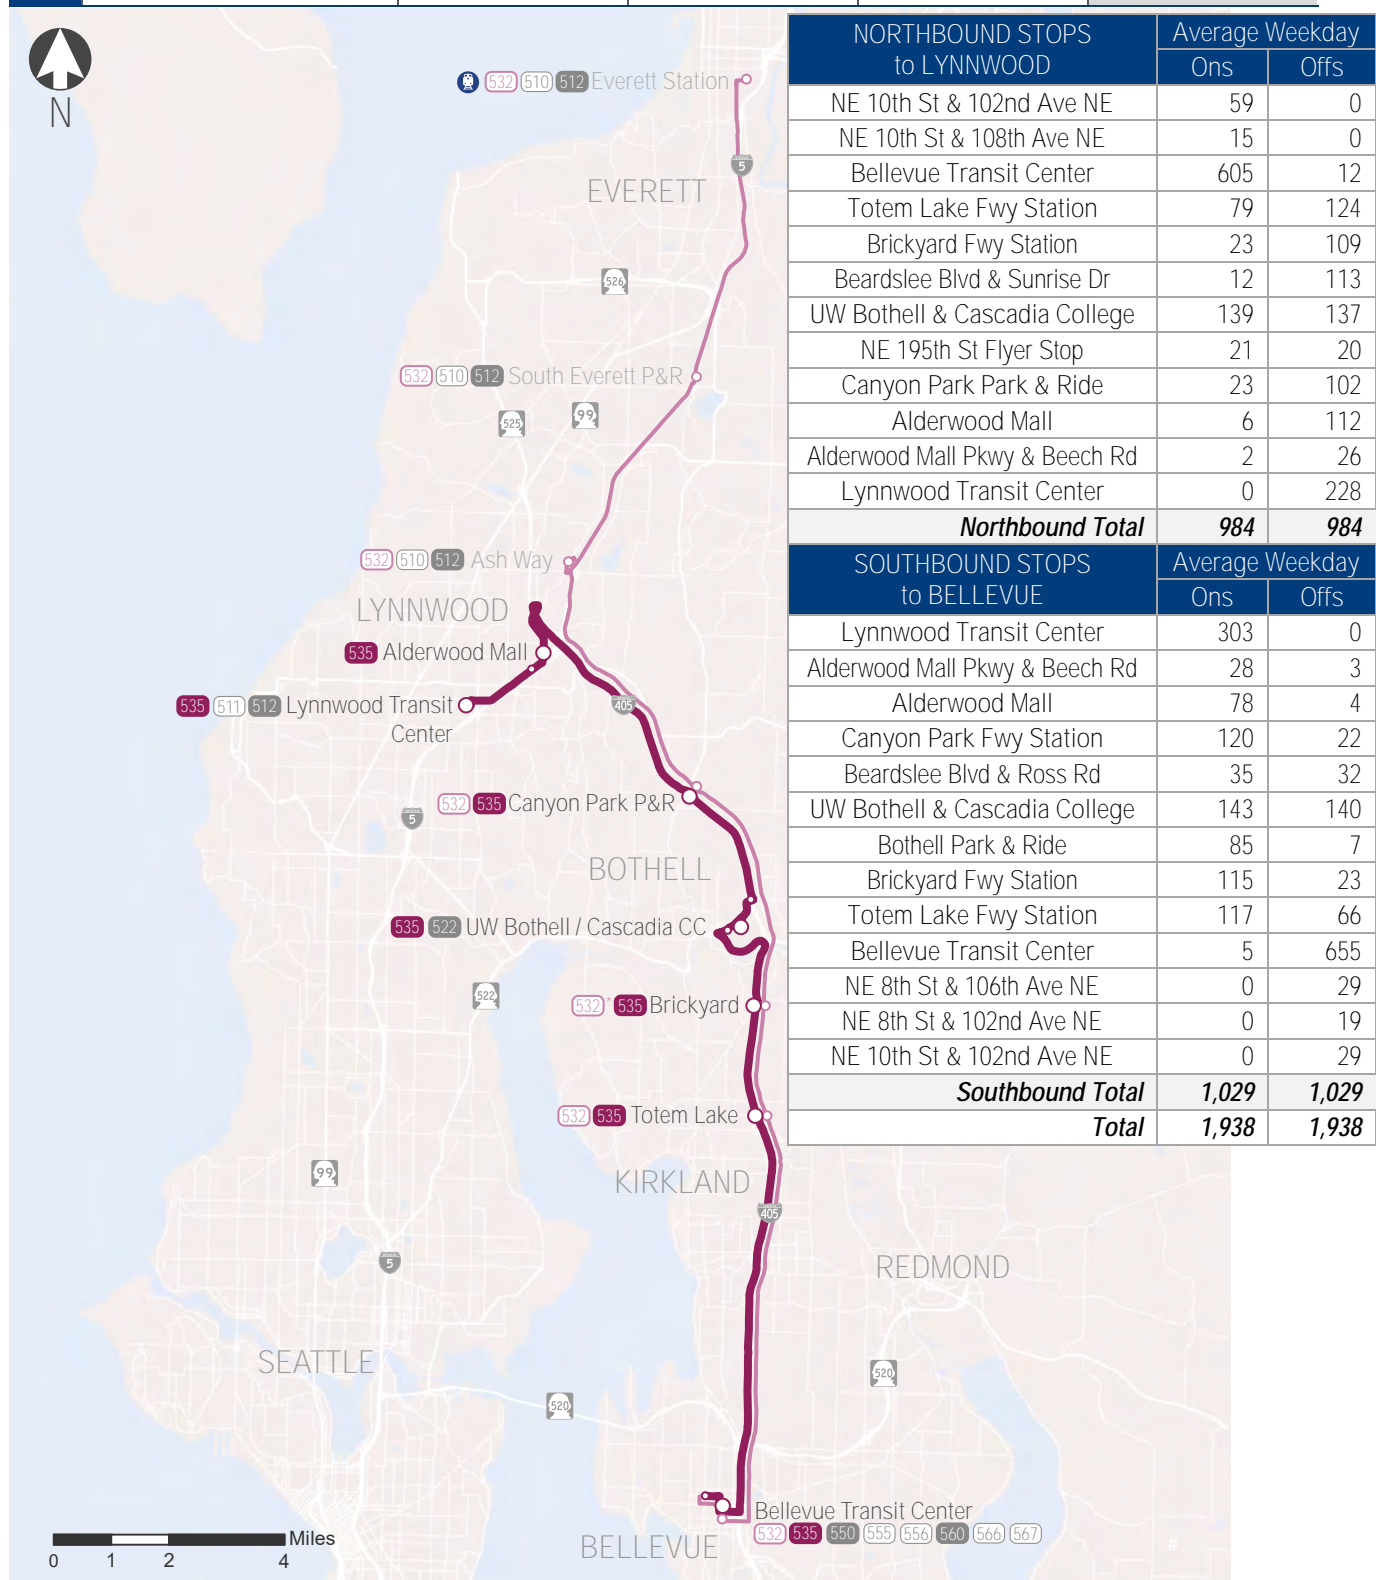 N
532 510 512 Everett Station
5
EVERETT
526
532 510 512 South Everett P&R
525
99
532 510 512 Ash Way
LYNNWOOD
535 Alderwood Mall
535 511 512 Lynnwood Transit
Center
405
532 535 Canyon Park P&R
5
BOTHELL
535 522 UW Bothell / Cascadia CC
522
532* 535 Brickyard
532 535 Totem Lake
99
KIRKLAND
405
5
REDMOND
SEATTLE
520
520
Bellevue Transit Center
532 535 550 555 556 560 566 567
BELLEVUE
#
Miles
0 1 2 4
NORTHBOUND STOPS Average Weekday
to LYNNWOOD Ons Offs
NE 10th St & 102nd Ave NE 59 0
NE 10th St & 108th Ave NE 15 0
Bellevue Transit Center 605 12
Totem Lake Fwy Station 79 124
Brickyard Fwy Station 23 109
Beardslee Blvd & Sunrise Dr 12 113
UW Bothell & Cascadia College 139 137
NE 195th St Flyer Stop 21 20
Canyon Park Park & Ride 23 102
Alderwood Mall 6 112
Alderwood Mall Pkwy & Beech Rd 2 26
Lynnwood Transit Center 0 228
Northbound Total 984 984
SOUTHBOUND STOPS Average Weekday
to BELLEVUE Ons Offs
Lynnwood Transit Center 303 0
Alderwood Mall Pkwy & Beech Rd 28 3
Alderwood Mall 78 4
Canyon Park Fwy Station 120 22
Beardslee Blvd & Ross Rd 35 32
UW Bothell & Cascadia College 143 140
Bothell Park & Ride 85 7
Brickyard Fwy Station 115 23
Totem Lake Fwy Station 117 66
Bellevue Transit Center 5 655
NE 8th St & 106th Ave NE 0 29
NE 8th St & 102nd Ave NE 0 19
NE 10th St & 102nd Ave NE 0 29
Southbound Total 1,029 1,029
Total 1,938 1,938